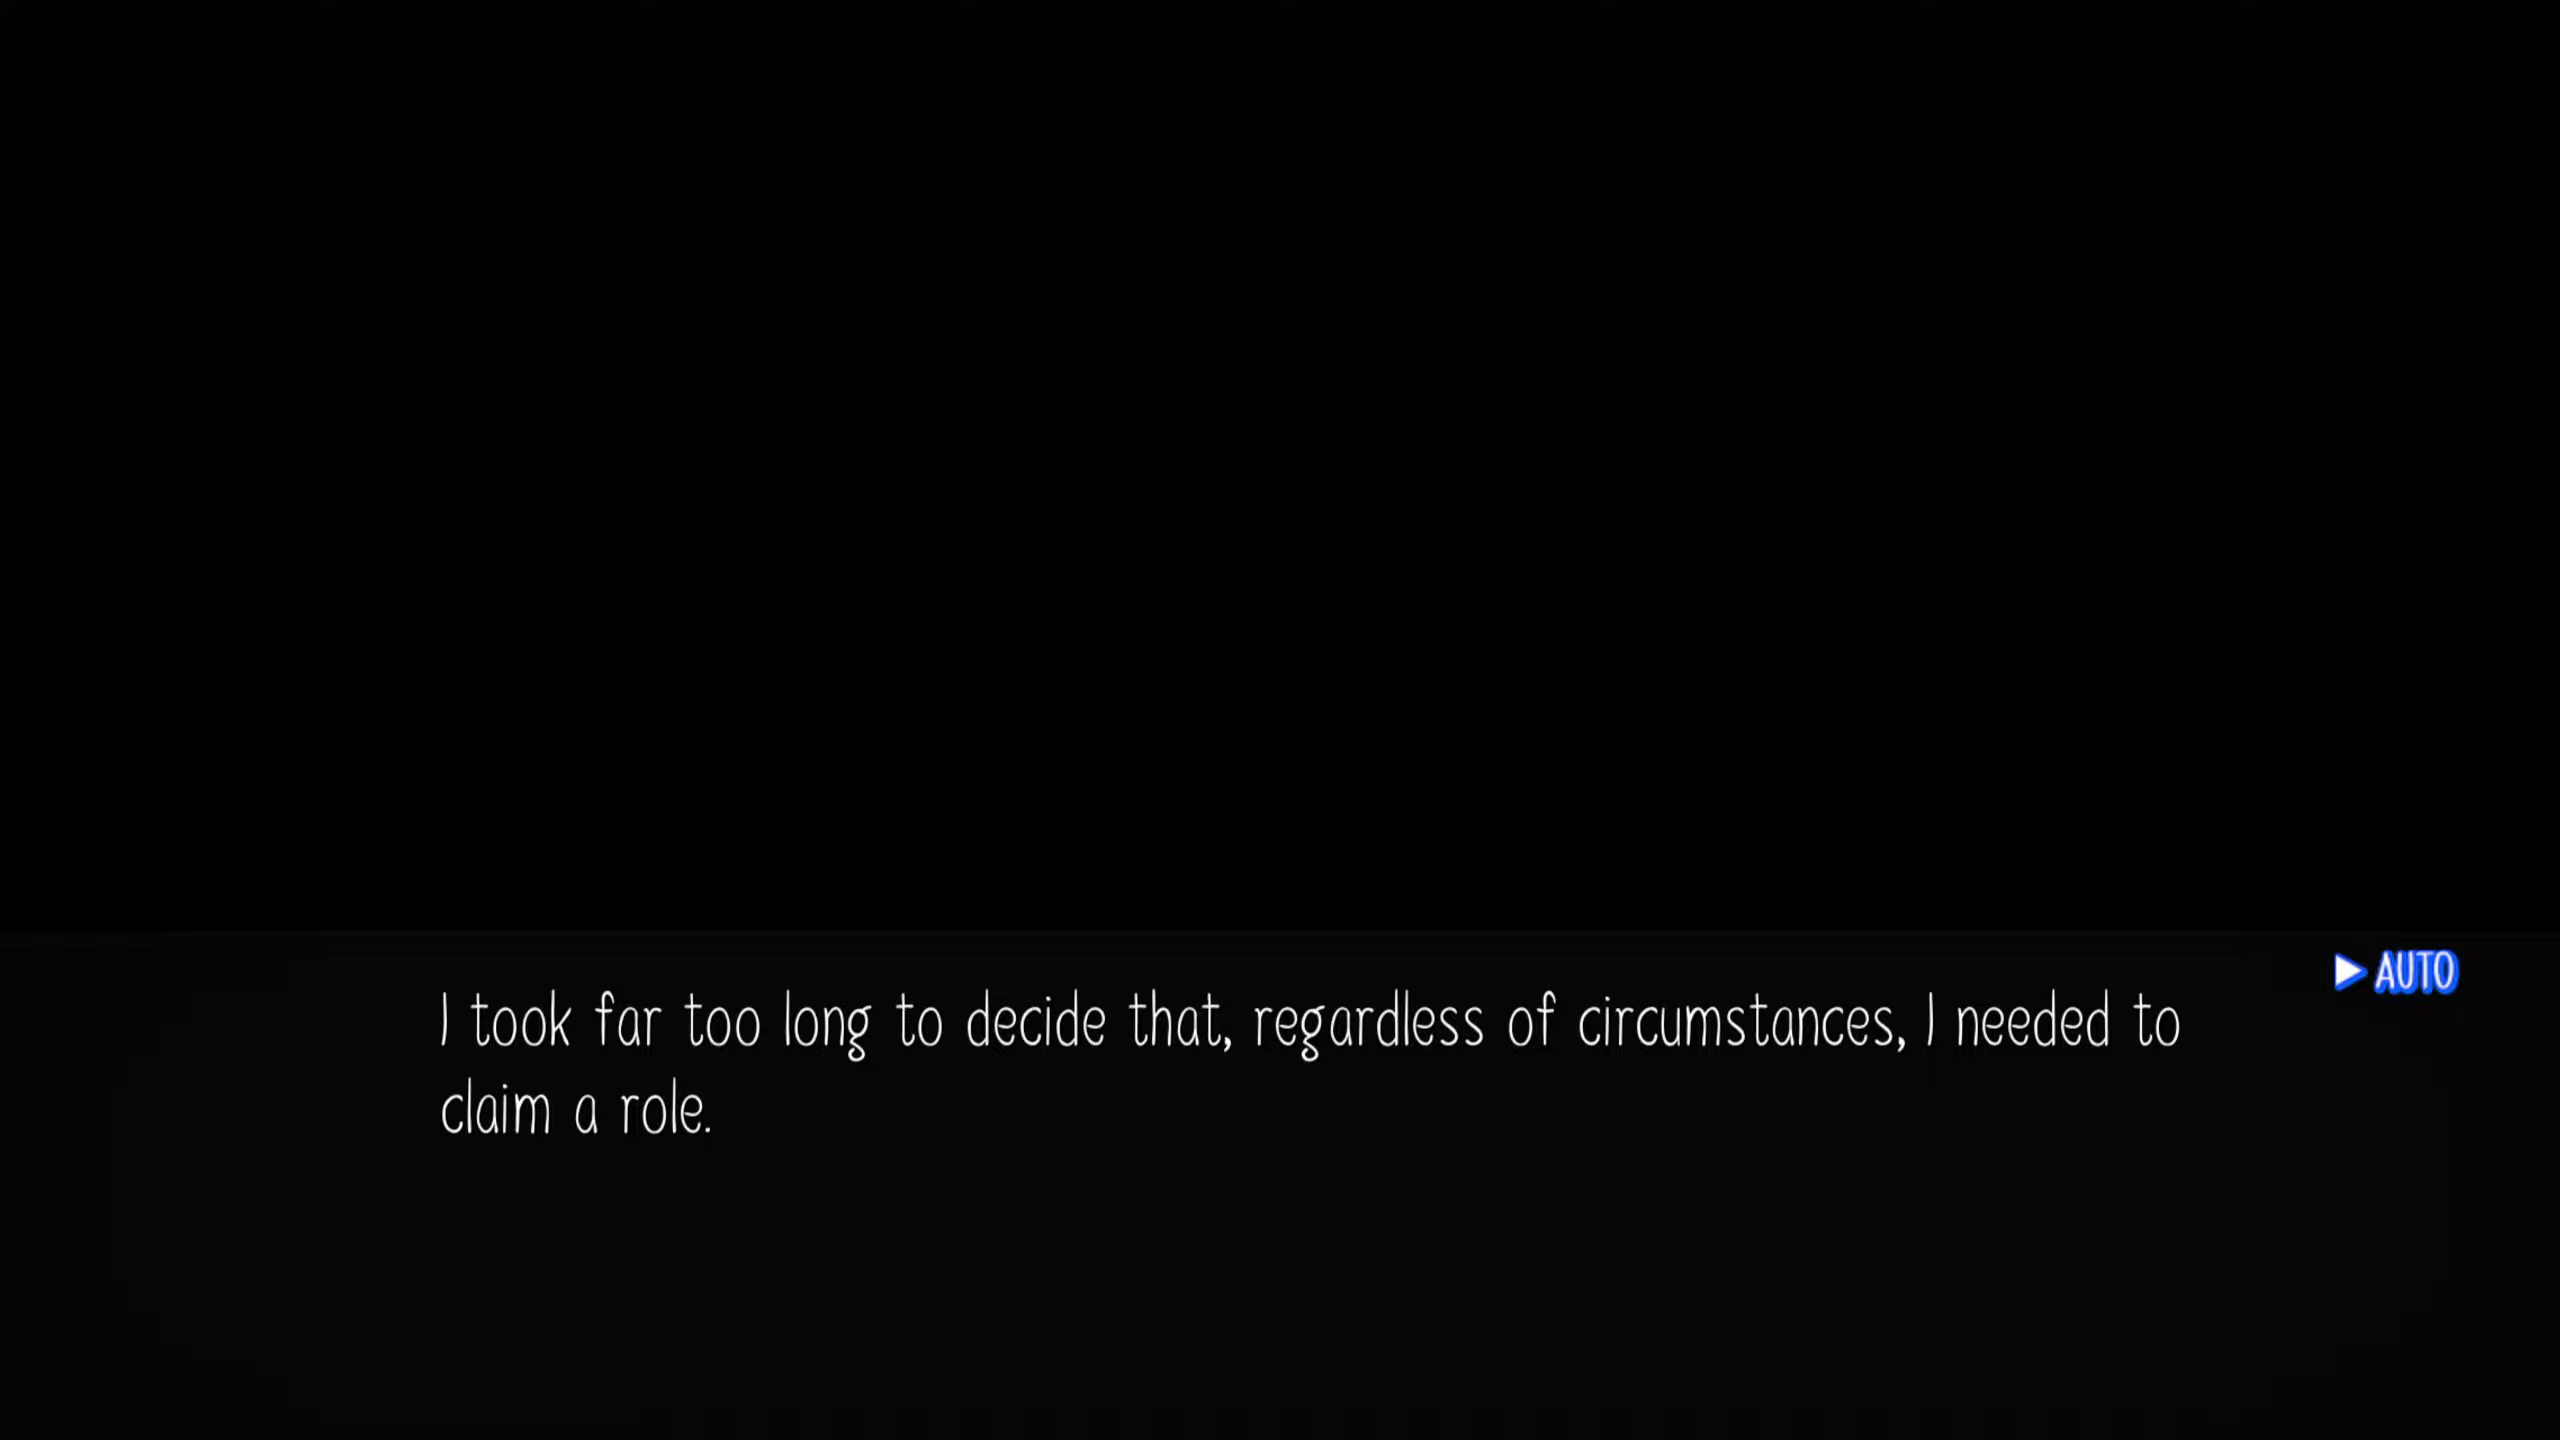 AUTO
I took far too long to decide that, regardless of circumstances, I needed to
claim a role.